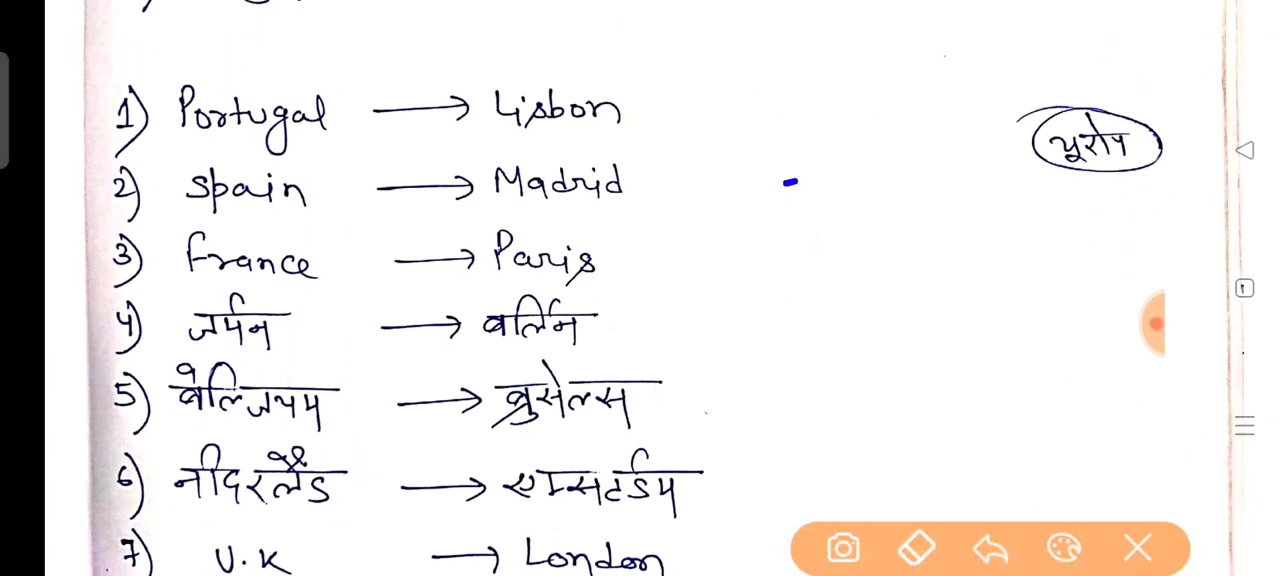 1) Portugal → Lisbon
यूरोप
2) Spain → Madrid
3) France → Paris
4) जर्मन → बर्लिन
5) बेल्जियम → ब्रुसेल्स
6) नीदरलैंड → एम्सटर्डम
7) U.K → London